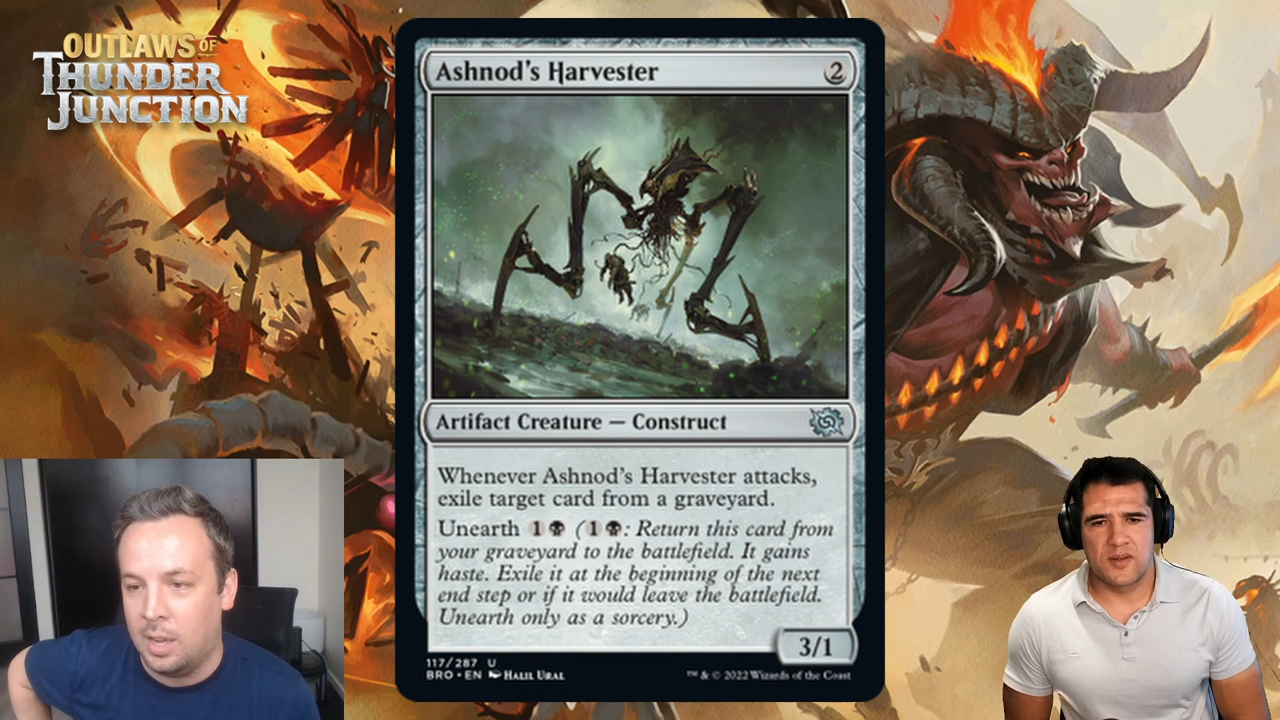 OUTLAWS OF
THUNDER
JUNCTION
Ashnod's Harvester 2
Artifact Creature — Construct
Whenever Ashnod's Harvester attacks,
exile target card from a graveyard.
Unearth 1 (1 : Return this card from
your graveyard to the battlefield. It gains
haste. Exile it at the beginning of the next
end step or if it would leave the battlefield.
Unearth only as a sorcery.)
3/1
117/287 U
BRO • EN Halil Ural
™ & © 2022 Wizards of the Coast